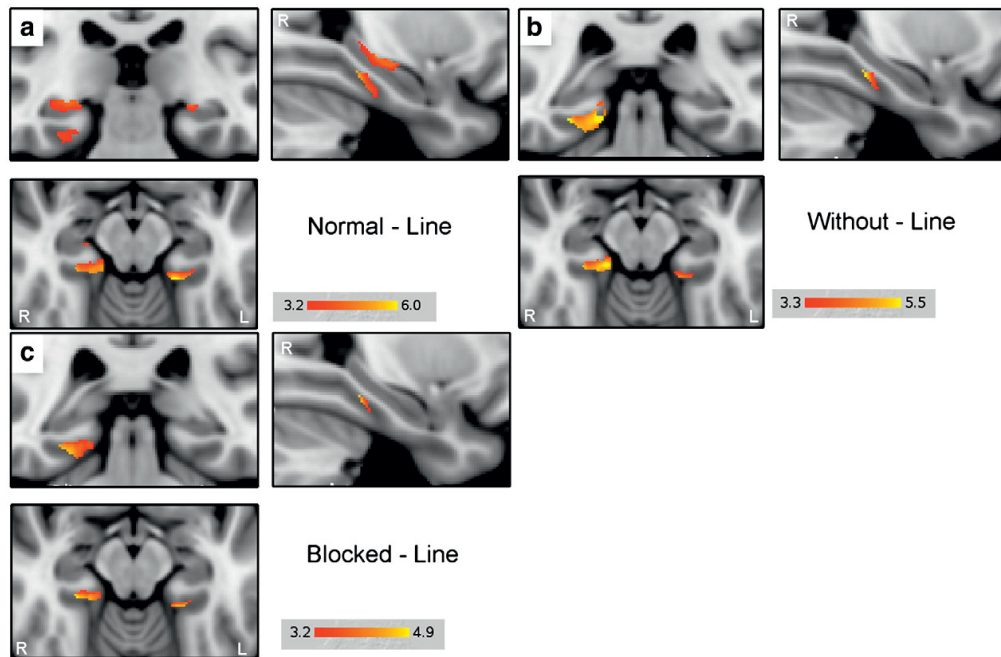 a
R
b
R
R
L
Normal - Line
3.2
6.0
R
L
Without - Line
3.3
5.5
c
R
R
L
Blocked - Line
3.2
4.9